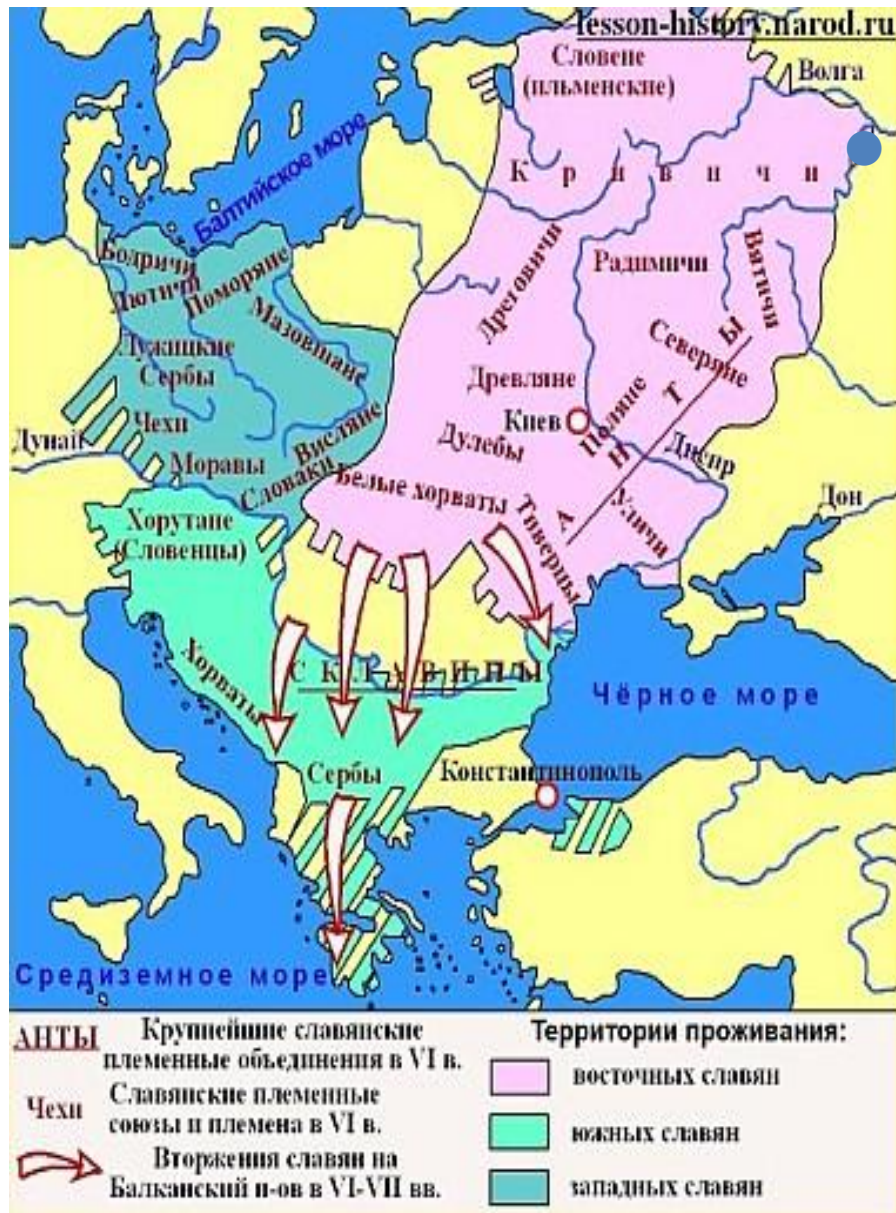 lesson-history.narod.ru
Словене
(ильменские)
Волга
Балтийское море
Кривичи
Бодричи
Лютичи
Поморяне
Мазовшане
Дреговичи
Радимичи
Вятичи
Лужицкие
Сербы
Древляне
Северяне
Киев
Поляне
АНТЫ
Чехи
Висляне
Дулебы
Днепр
Дунай
Моравы
Словаки
Белые хорваты
Тиверцы
Уличи
Дон
Хорутане
(Словенцы)
Хорваты
СКЛАВИНЫ
Чёрное море
Сербы
Константинополь
Средиземное море
АНТЫ
Крупнейшие славянские
племенные объединения в VI в.
Чехи
Славянские племенные
союзы и племена в VI в.
Вторжения славян на
Балканский п-ов в VI-VII вв.
Территории проживания:
восточных славян
южных славян
западных славян